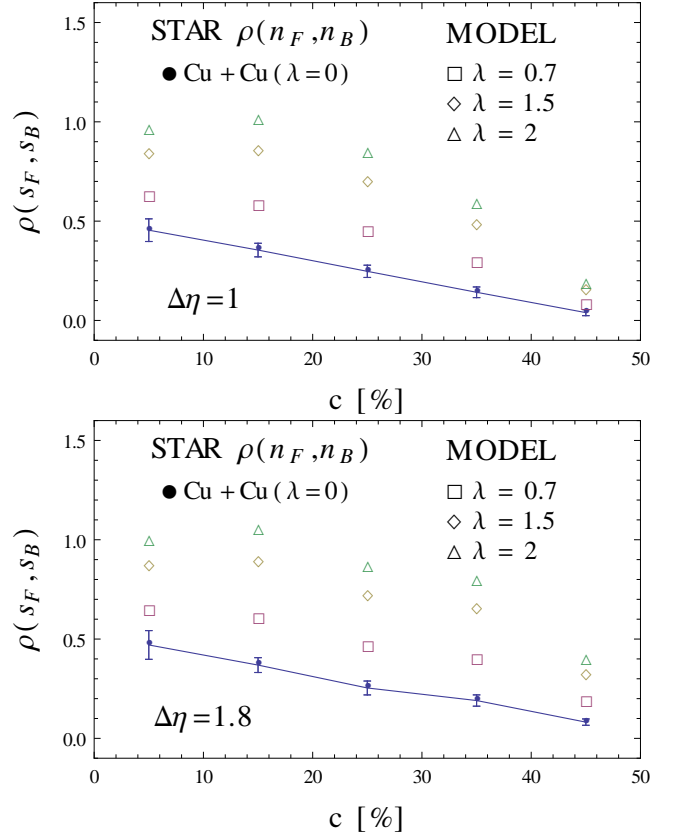 STAR ρ(n_F,n_B) MODEL
● Cu + Cu (λ=0) □ λ = 0.7
◇ λ = 1.5
△ λ = 2
1.5
1.0
0.5
0.0
ρ(s_F,s_B)
Δη=1
0 10 20 30 40 50
c [%]
STAR ρ(n_F,n_B) MODEL
● Cu + Cu (λ=0) □ λ = 0.7
◇ λ = 1.5
△ λ = 2
1.5
1.0
0.5
0.0
ρ(s_F,s_B)
Δη=1.8
0 10 20 30 40 50
c [%]